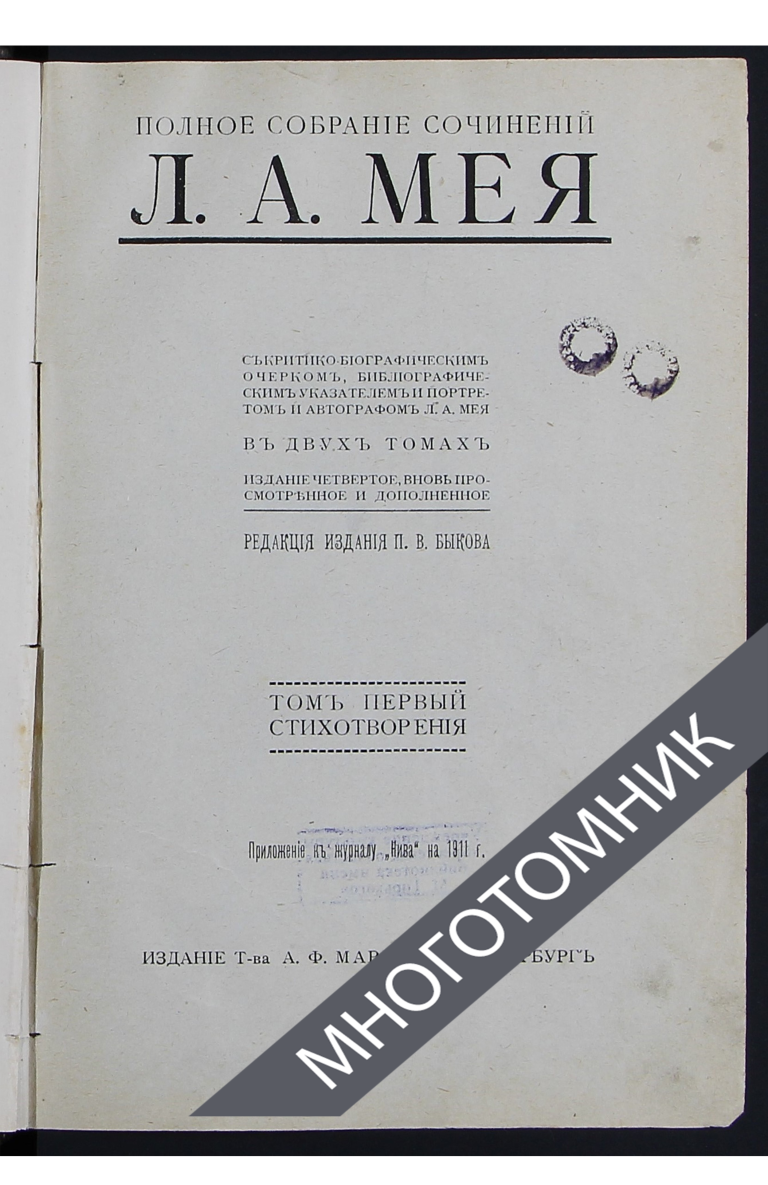 ПОЛНОЕ СОБРАНІЕ СОЧИНЕНІЙ
Л. А. МЕЯ
СЪ КРИТИКО-БІОГРАФИЧЕСКИМЪ
ОЧЕРКОМЪ, БИБЛІОГРАФИЧЕ-
СКИМЪ УКАЗАТЕЛЕМЪ И ПОРТРЕ-
ТОМЪ И АВТОГРАФОМЪ Л. А. МЕЯ
ВЪ ДВУХЪ ТОМАХЪ
ИЗДАНІЕ ЧЕТВЕРТОЕ, ВНОВЬ ПРО-
СМОТРѢННОЕ И ДОПОЛНЕННОЕ
РЕДАКЦІЯ ИЗДАНІЯ П. В. БЫКОВА
ТОМЪ ПЕРВЫЙ
СТИХОТВОРЕНІЯ
Приложеніе къ журналу „Нива“ на 1911 г.
ИЗДАНІЕ Т-ва А. Ф. МАР
МНОГОТОМНИК